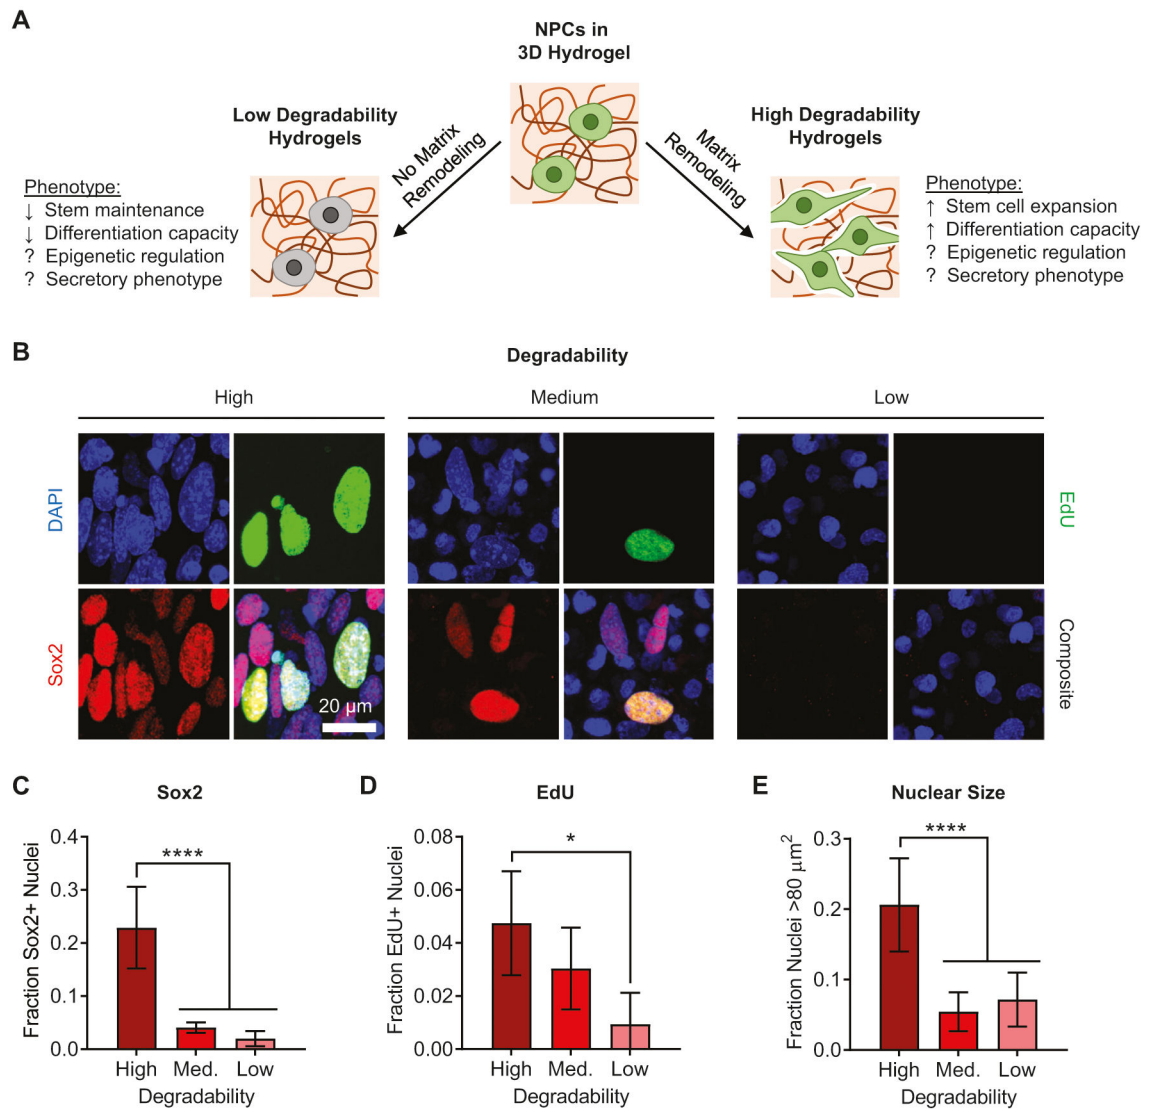 A
NPCs in
3D Hydrogel
Low Degradability
Hydrogels
High Degradability
Hydrogels
No Matrix
Remodeling
Matrix
Remodeling
Phenotype:
↓ Stem maintenance
↓ Differentiation capacity
? Epigenetic regulation
? Secretory phenotype
Phenotype:
↑ Stem cell expansion
↑ Differentiation capacity
? Epigenetic regulation
? Secretory phenotype
B
Degradability
High
Medium
Low
DAPI
EdU
Sox2
Composite
20 µm
C
Sox2
Fraction Sox2+ Nuclei
0.4
0.3
0.2
0.1
0.0
****
High Med. Low
Degradability
D
EdU
Fraction EdU+ Nuclei
0.08
0.06
0.04
0.02
0.00
*
High Med. Low
Degradability
E
Nuclear Size
Fraction Nuclei >80 µm²
0.3
0.2
0.1
0.0
****
High Med. Low
Degradability